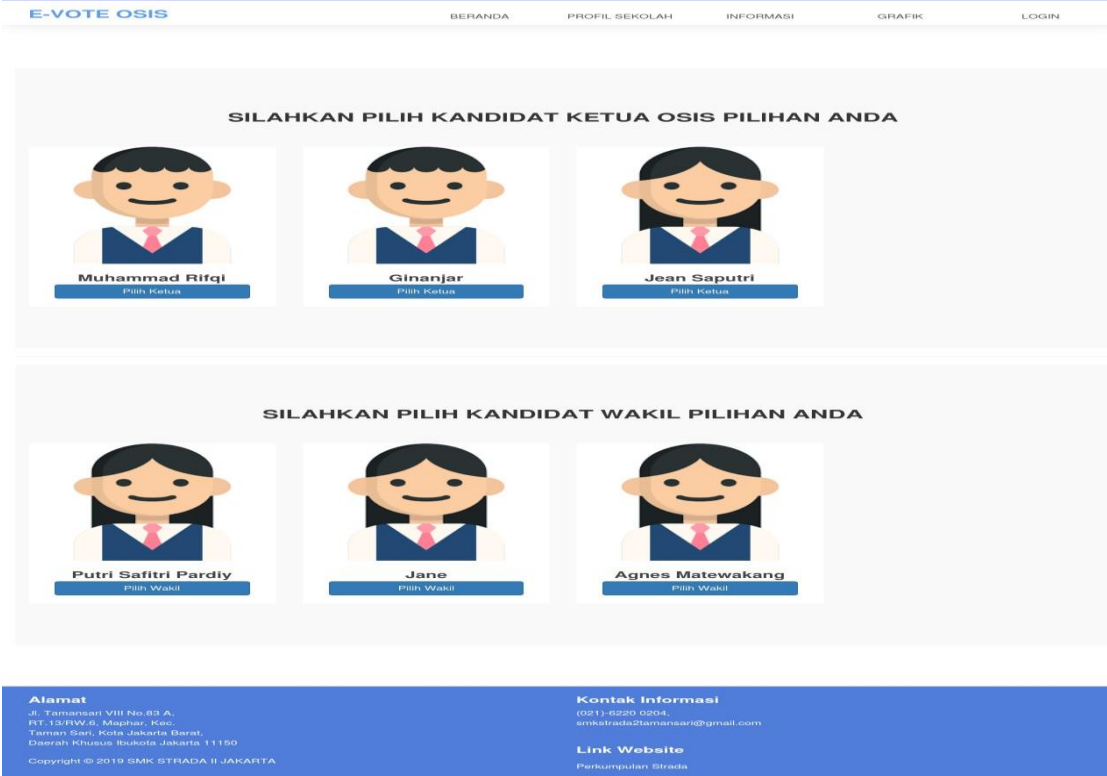 E-VOTE OSIS
BERANDA
PROFIL SEKOLAH
INFORMASI
GRAFIK
LOGIN
SILAHKAN PILIH KANDIDAT KETUA OSIS PILIHAN ANDA
Muhammad Rifqi
Pilih Ketua
Ginanjar
Pilih Ketua
Jean Saputri
Pilih Ketua
SILAHKAN PILIH KANDIDAT WAKIL PILIHAN ANDA
Putri Safitri Pardiy
Pilih Wakil
Jane
Pilih Wakil
Agnes Matewakang
Pilih Wakil
Alamat
Jl. Tamansari VIII No.83 A,
RT.13/RW.6, Maphar, Kec.
Taman Sari, Kota Jakarta Barat,
Daerah Khusus Ibukota Jakarta 11150
Copyright © 2019 SMK STRADA II JAKARTA
Kontak Informasi
(021)-6220 0204,
smkstrada2tamansari@gmail.com
Link Website
Perkumpulan Strada